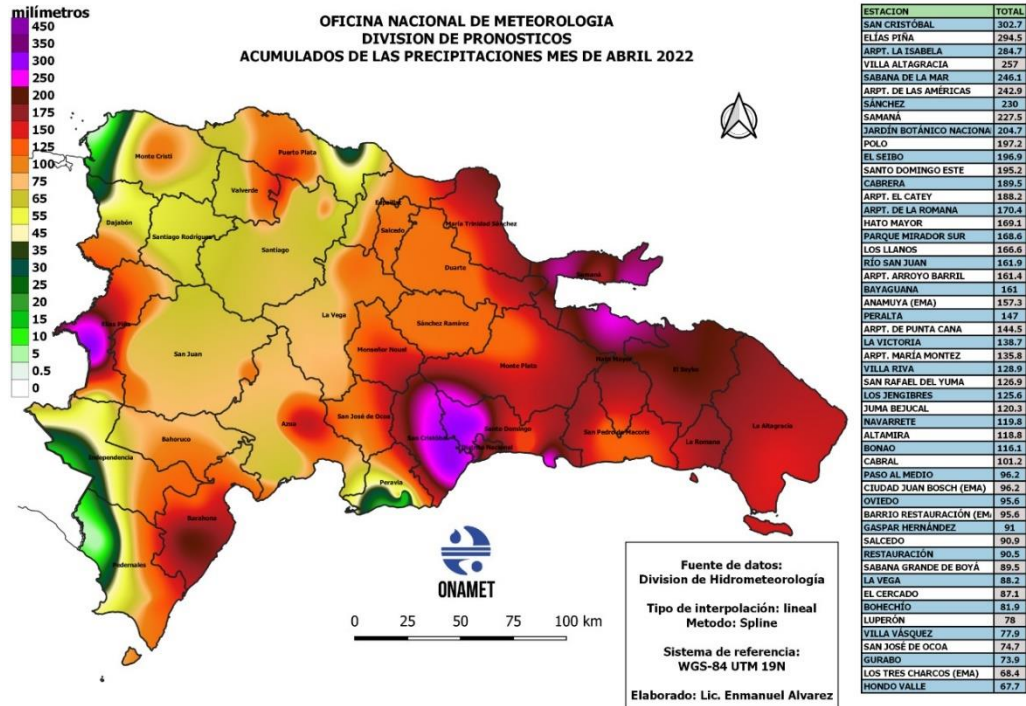 milímetros
450
350
300
250
200
175
150
125
100
75
65
55
45
35
30
25
20
15
10
5
0.5
0
OFICINA NACIONAL DE METEOROLOGIA
DIVISION DE PRONOSTICOS
ACUMULADOS DE LAS PRECIPITACIONES MES DE ABRIL 2022
Monte Cristi
Puerto Plata
Valverde
Dajabón
Santiago Rodríguez
Santiago
Espaillat
Salcedo
María Trinidad Sánchez
Duarte
Samaná
La Vega
Elías Piña
San Juan
Sánchez Ramírez
Monseñor Nouel
Monte Plata
Hato Mayor
El Seybo
Azua
San José de Ocoa
San Cristóbal
Santo Domingo
San Pedro de Macorís
La Romana
La Altagracia
Bahoruco
Independencia
Peravia
Barahona
Pedernales
ONAMET
0 25 50 75 100 km
Fuente de datos:
Division de Hidrometeorología
Tipo de interpolación: lineal
Metodo: Spline
Sistema de referencia:
WGS-84 UTM 19N
Elaborado: Lic. Enmanuel Alvarez
ESTACION TOTAL
SAN CRISTÓBAL 302.7
ELÍAS PIÑA 294.5
ARPT. LA ISABELA 284.7
VILLA ALTAGRACIA 257
SABANA DE LA MAR 246.1
ARPT. DE LAS AMÉRICAS 242.9
SÁNCHEZ 230
SAMANÁ 227.5
JARDÍN BOTÁNICO NACIONA 204.7
POLO 197.2
EL SEIBO 196.9
SANTO DOMINGO ESTE 195.2
CABRERA 189.5
ARPT. EL CATEY 188.2
ARPT. DE LA ROMANA 170.4
HATO MAYOR 169.1
PARQUE MIRADOR SUR 168.6
LOS LLANOS 166.6
RÍO SAN JUAN 161.9
ARPT. ARROYO BARRIL 161.4
BAYAGUANA 161
ANAMUYA (EMA) 157.3
PERALTA 147
ARPT. DE PUNTA CANA 144.5
LA VICTORIA 138.7
ARPT. MARÍA MONTEZ 135.8
VILLA RIVA 128.9
SAN RAFAEL DEL YUMA 126.9
LOS JENGIBRES 125.6
JUMA BEJUCAL 120.3
NAVARRETE 119.8
ALTAMIRA 118.8
BONAO 116.1
CABRAL 101.2
PASO AL MEDIO 96.2
CIUDAD JUAN BOSCH (EMA) 96.2
OVIEDO 95.6
BARRIO RESTAURACIÓN (EM 95.6
GASPAR HERNÁNDEZ 91
SALCEDO 90.9
RESTAURACIÓN 90.5
SABANA GRANDE DE BOYÁ 89.5
LA VEGA 88.2
EL CERCADO 87.1
BOHECHÍO 81.9
LUPERÓN 78
VILLA VÁSQUEZ 77.9
SAN JOSÉ DE OCOA 74.7
GURABO 73.9
LOS TRES CHARCOS (EMA) 68.4
HONDO VALLE 67.7